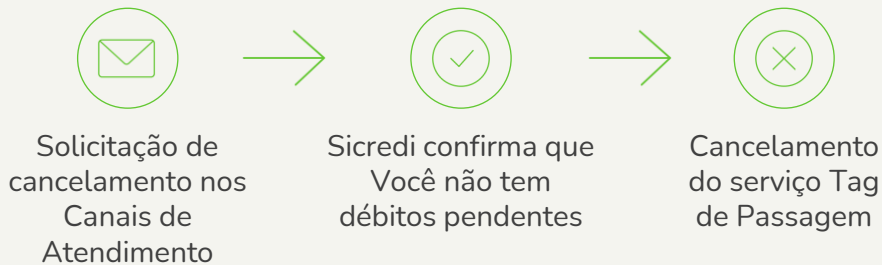 Solicitação de
cancelamento nos
Canais de
Atendimento
Sicredi confirma que
Você não tem
débitos pendentes
Cancelamento
do serviço Tag
de Passagem